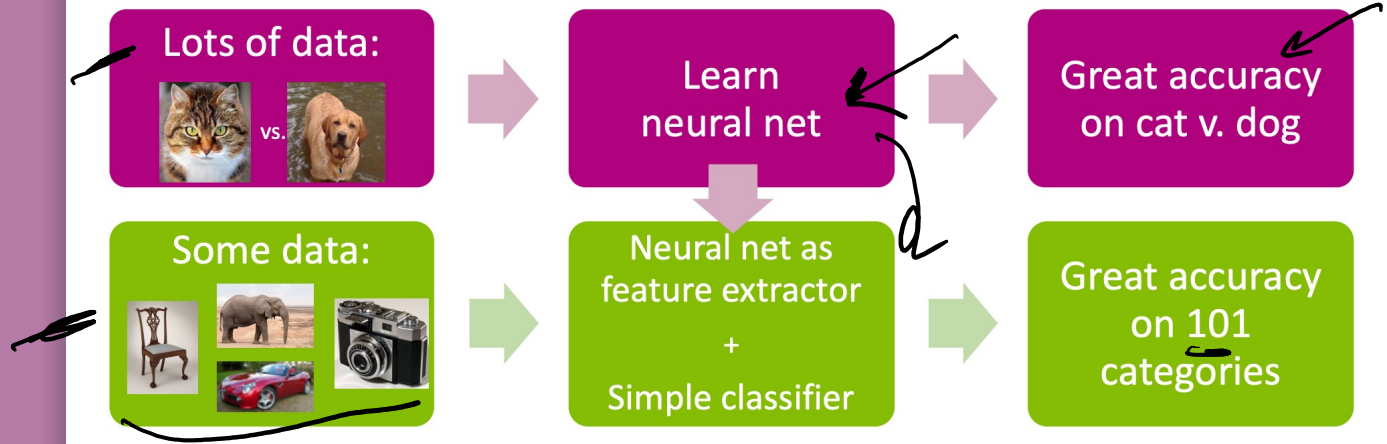 Lots of data:
vs.
Learn
neural net
Great accuracy
on cat v. dog
Some data:
Neural net as
feature extractor
+
Simple classifier
Great accuracy
on 101
categories